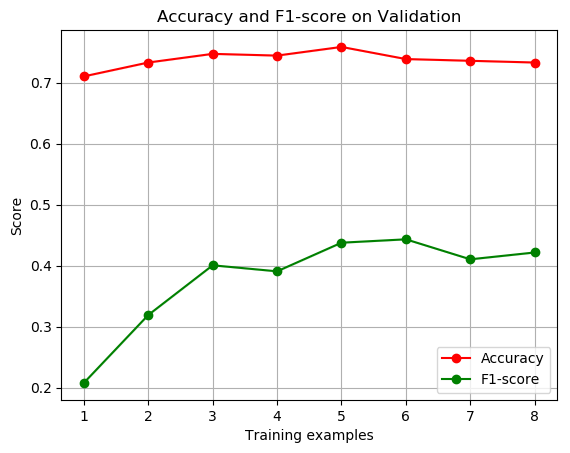 Accuracy and F1-score on Validation
Score
0.7
0.6
0.5
0.4
0.3
0.2
Accuracy
F1-score
1 2 3 4 5 6 7 8
Training examples